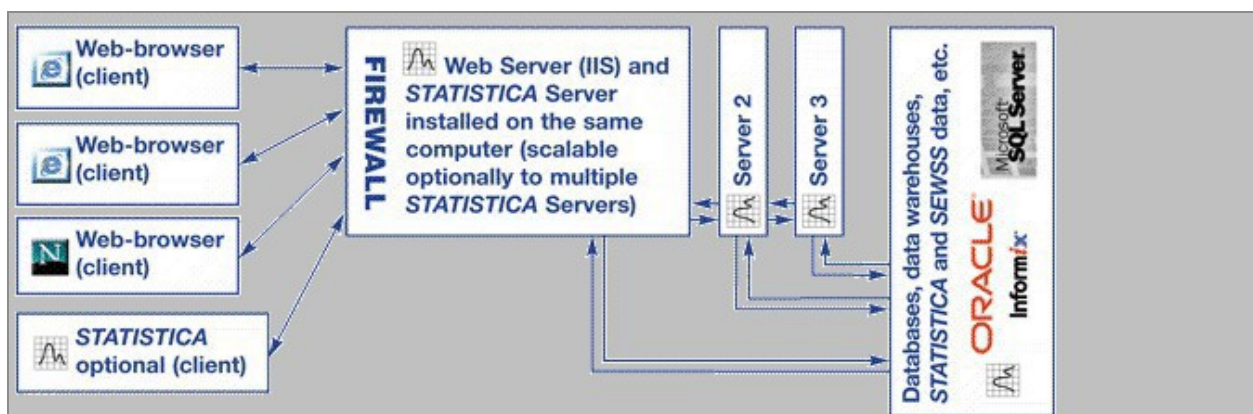 Web-browser
(client)
Web-browser
(client)
Web-browser
(client)
STATISTICA
optional (client)
FIREWALL
Web Server (IIS) and
STATISTICA Server
installed on the same
computer (scalable
optionally to multiple
STATISTICA Servers)
Server 2
Server 3
Databases, data warehouses,
STATISTICA and SEWSS data, etc.
ORACLE
Informix
Microsoft
SQL Server
N